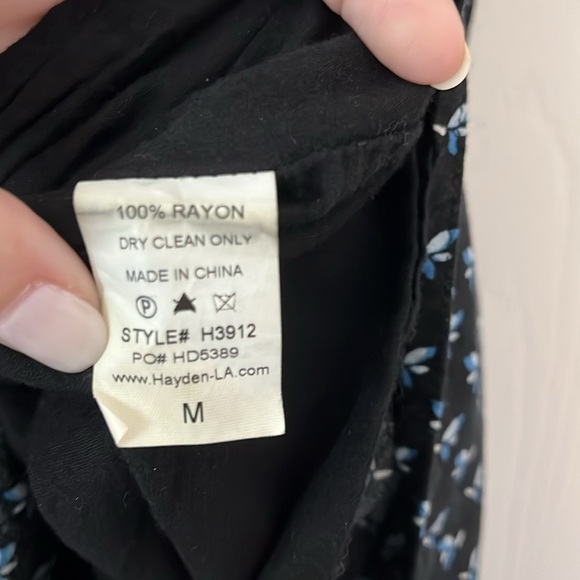 100% RAYON
DRY CLEAN ONLY
MADE IN CHINA
P
STYLE# H3912
PO# HD5389
www.Hayden-LA.com
M